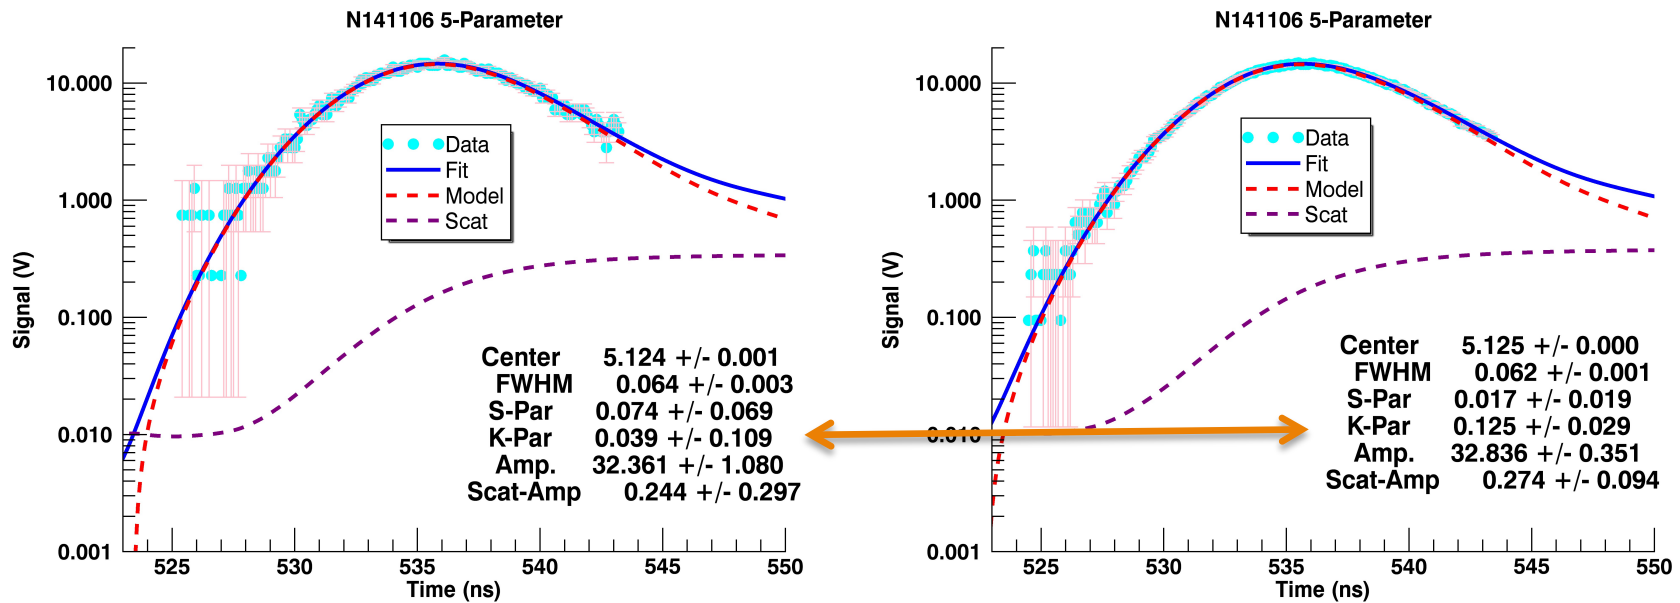 N141106 5-Parameter
10.000
1.000
0.100
0.010
0.001
Signal (V)
Data
Fit
Model
Scat
Center 5.124 +/- 0.001
FWHM 0.064 +/- 0.003
S-Par 0.074 +/- 0.069
K-Par 0.039 +/- 0.109
Amp. 32.361 +/- 1.080
Scat-Amp 0.244 +/- 0.297
525 530 535 540 545 550
Time (ns)
N141106 5-Parameter
10.000
1.000
0.100
0.010
0.001
Signal (V)
Data
Fit
Model
Scat
Center 5.125 +/- 0.000
FWHM 0.062 +/- 0.001
S-Par 0.017 +/- 0.019
K-Par 0.125 +/- 0.029
Amp. 32.836 +/- 0.351
Scat-Amp 0.274 +/- 0.094
525 530 535 540 545 550
Time (ns)